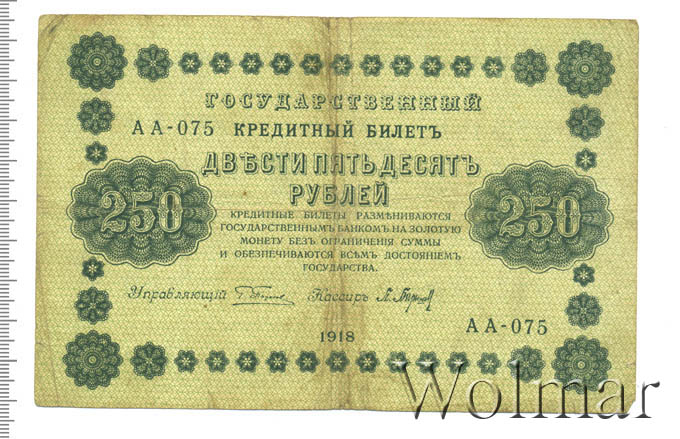 ГОСУДАРСТВЕННЫЙ
АА-075 КРЕДИТНЫЙ БИЛЕТЪ
ДВѢСТИ ПЯТЬДЕСЯТЪ
РУБЛЕЙ
250 250
КРЕДИТНЫЕ БИЛЕТЫ РАЗМѢНИВАЮТСЯ
ГОСУДАРСТВЕННЫМЪ БАНКОМЪ НА ЗОЛОТУЮ
МОНЕТУ БЕЗЪ ОГРАНИЧЕНІЯ СУММЫ
И ОБЕЗПЕЧИВАЮТСЯ ВСѢМЪ ДОСТОЯНІЕМЪ
ГОСУДАРСТВА.
Управляющій Кассиръ
АА-075
1918
Wolmar